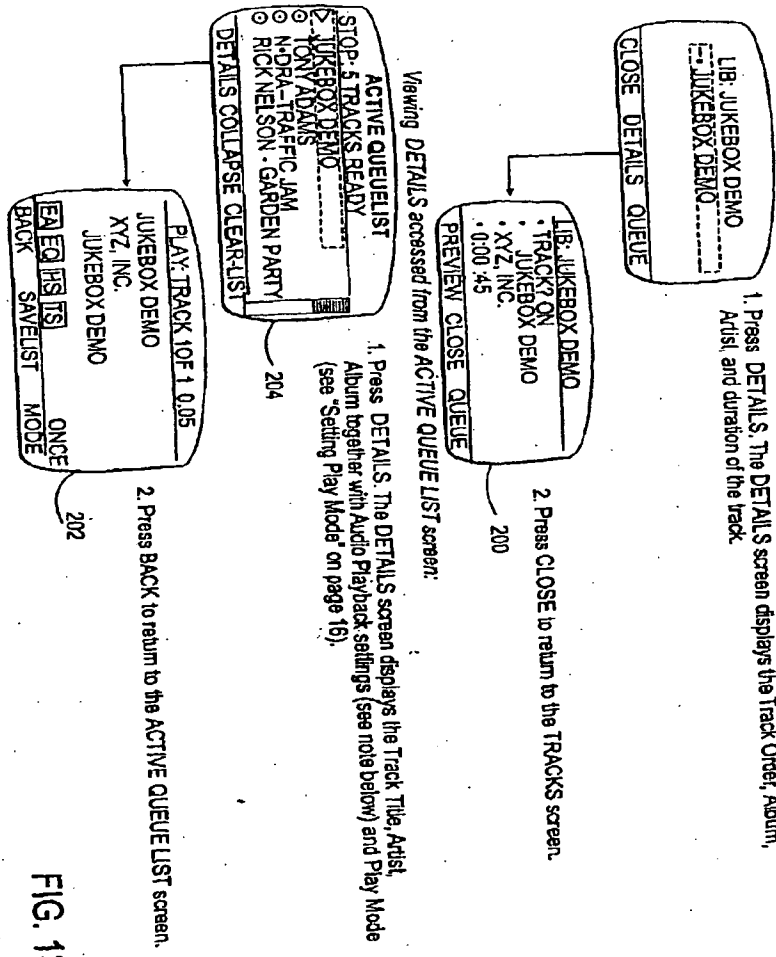 LIB: JUKEBOX DEMO
JUKEBOX DEMO
CLOSE DETAILS QUEUE
1. Press DETAILS. The DETAILS screen displays the Track Order, Album,
Artist, and duration of the track.
LIB: JUKEBOX DEMO
· TRACK? ON
JUKEBOX DEMO
· XYZ, INC.
· 0:00 :45
PREVIEW CLOSE QUEUE
200
2. Press CLOSE to return to the TRACKS screen.
Viewing DETAILS accessed from the ACTIVE QUEUE LIST screen:
ACTIVE QUEUELIST
STOP: 5 TRACKS READY
JUKEBOX DEMO
TONY ADAMS
N·DRA–TRAFFIC JAM
RICK NELSON - GARDEN PARTY
DETAILS COLLAPSE CLEAR-LIST
204
1. Press DETAILS. The DETAILS screen displays the Track Title, Artist,
Album together with Audio Playback settings (see note below) and Play Mode
(see "Setting Play Mode" on page 16).
PLAY: TRACK 1OF 1 0.05
JUKEBOX DEMO
XYZ, INC.
JUKEBOX DEMO
EA EQ HS TS ONCE
BACK SAVELIST MODE
202
2. Press BACK to return to the ACTIVE QUEUE LIST screen.